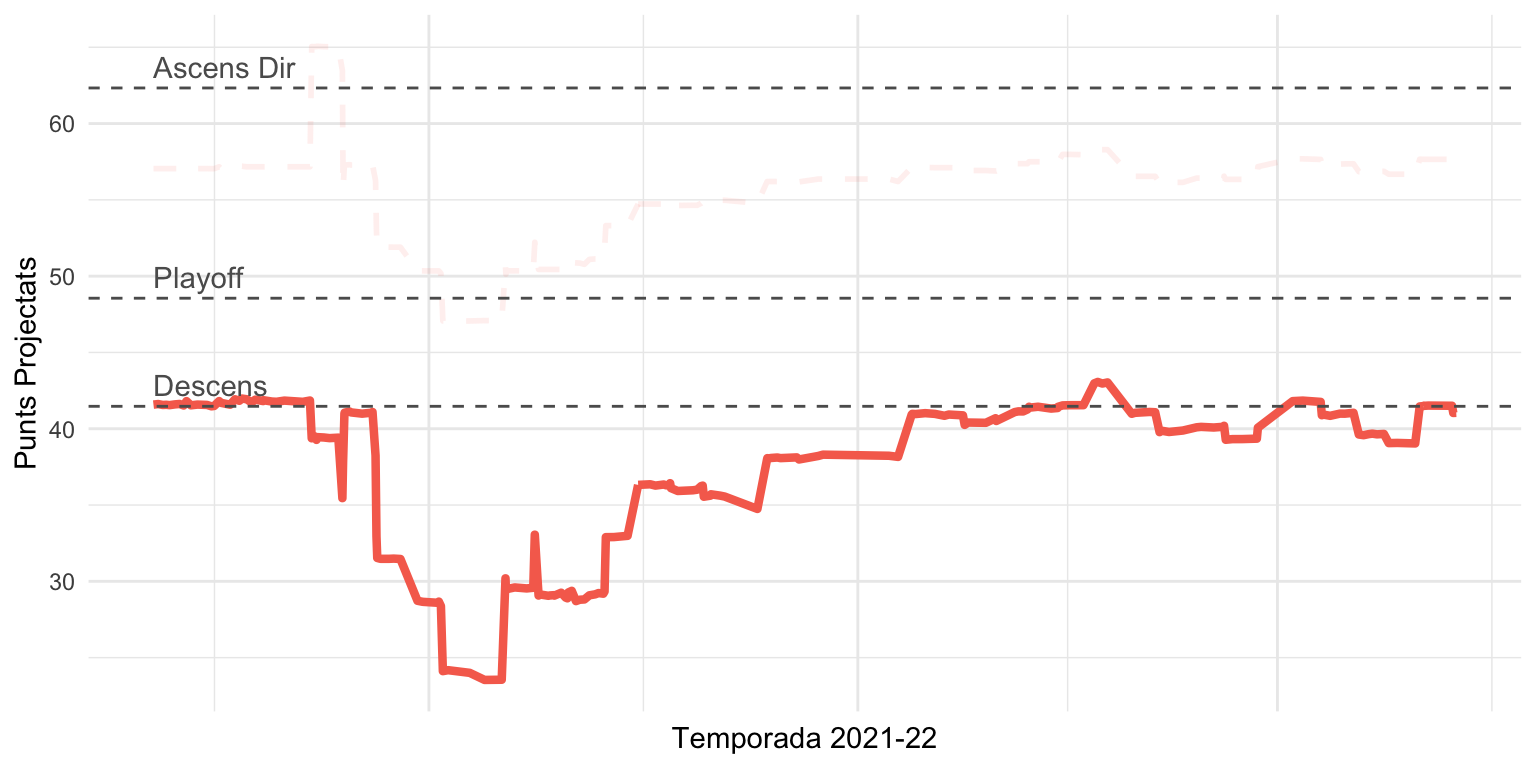 Ascens Dir
60
Playoff
50
Descens
40
30
Punts Projectats
Temporada 2021-22